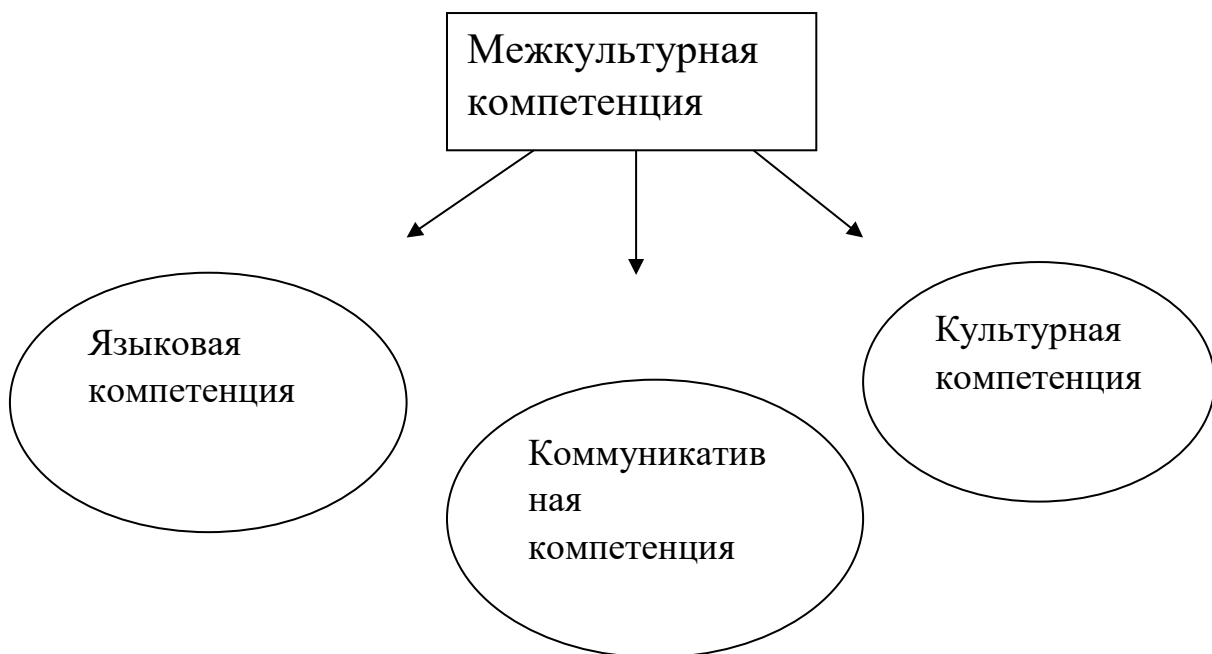 Межкультурная
компетенция
Языковая
компетенция
Коммуникатив
ная
компетенция
Культурная
компетенция